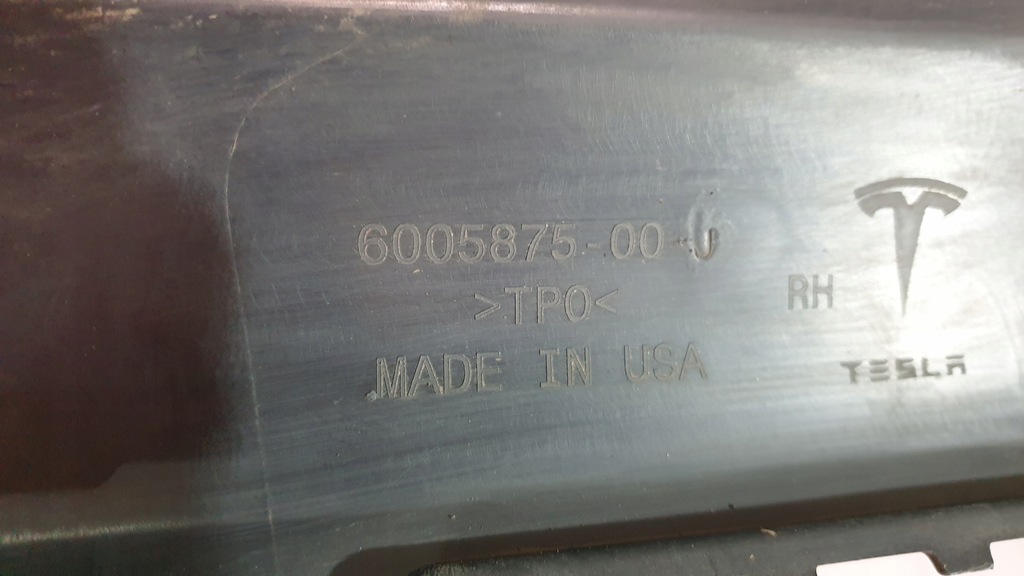 6005875-00-J
>TPO<
RH
MADE IN USA
TESLA